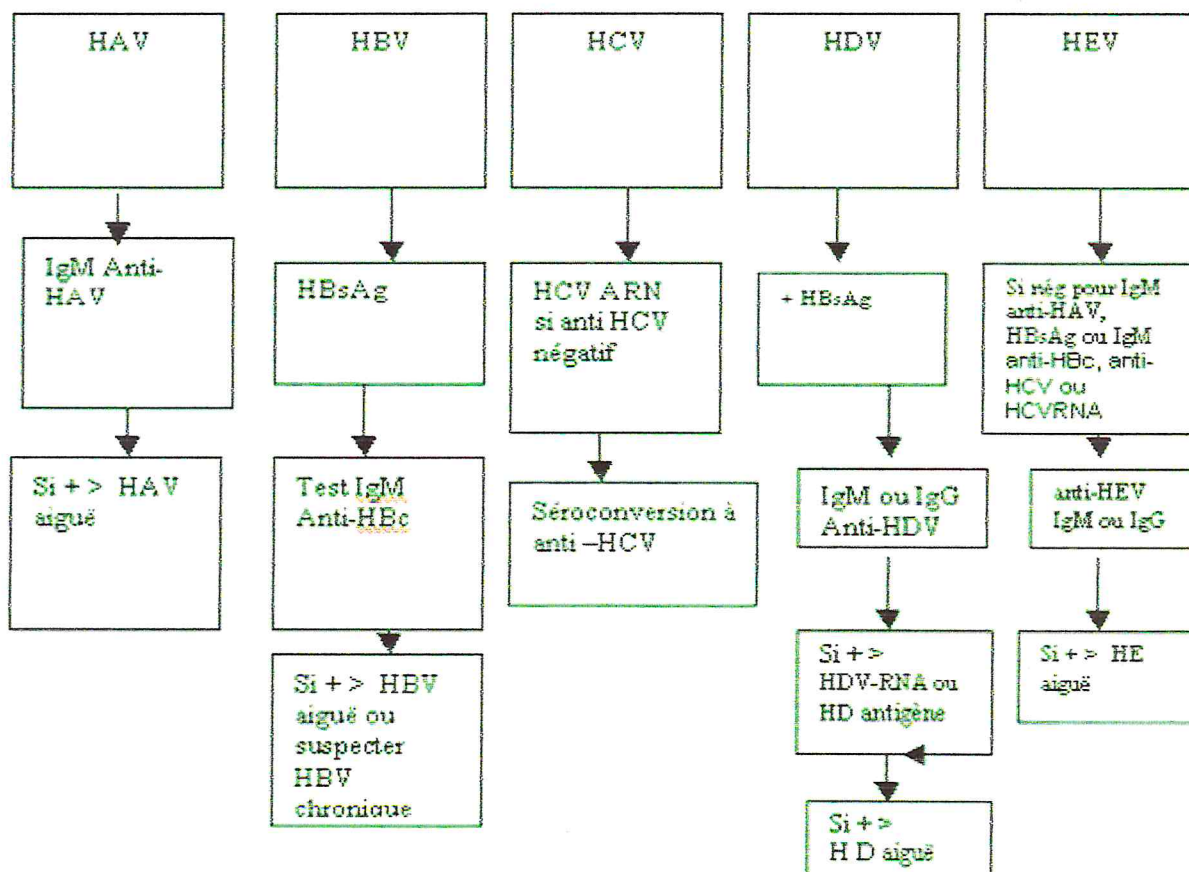 HAV
HBV
HCV
HDV
HEV
IgM Anti-
HAV
HBsAg
HCV ARN
si anti HCV
négatif
+ HBsAg
Si nég pour IgM
anti-HAV,
HBsAg ou IgM
anti-HBc, anti-
HCV ou
HCVRNA
Si + > HAV
aiguë
Test IgM
Anti-HBc
Séroconversion à
anti –HCV
IgM ou IgG
Anti-HDV
anti-HEV
IgM ou IgG
Si + > HBV
aiguë ou
suspecter
HBV
chronique
Si + >
HDV-RNA ou
HD antigène
Si + > HE
aiguë
Si + >
H D aiguë